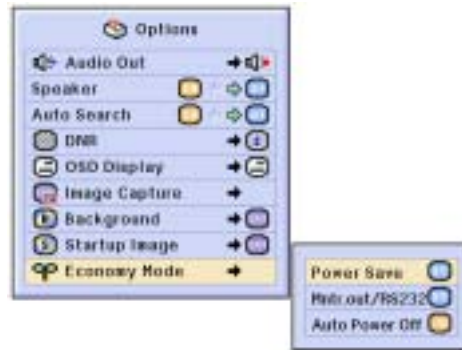 Options
Audio Out
Speaker
Auto Search
DNR
OSD Display
Image Capture
Background
Startup Image
Economy Mode
Power Save
Mntr.out/RS232
Auto Power Off